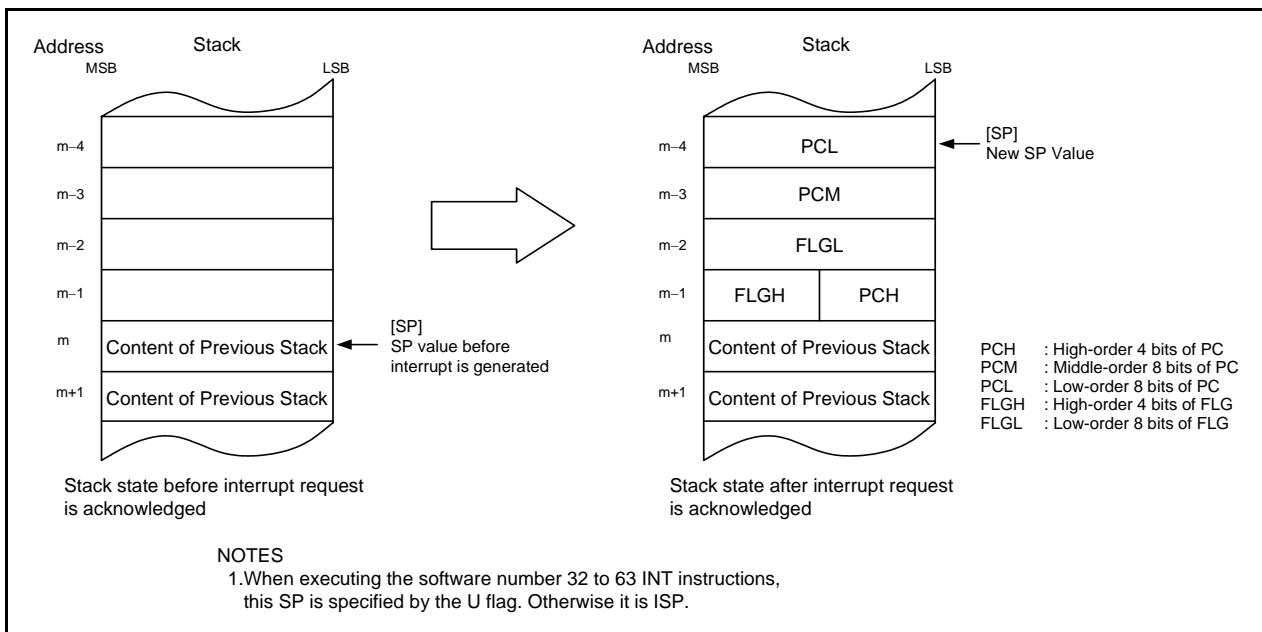 Address Stack
MSB LSB
m−4
m−3
m−2
m−1
m Content of Previous Stack
m+1 Content of Previous Stack
[SP]
SP value before
interrupt is generated
Stack state before interrupt request
is acknowledged
Address Stack
MSB LSB
m−4 PCL
m−3 PCM
m−2 FLGL
m−1 FLGH PCH
m Content of Previous Stack
m+1 Content of Previous Stack
[SP]
New SP Value
PCH : High-order 4 bits of PC
PCM : Middle-order 8 bits of PC
PCL : Low-order 8 bits of PC
FLGH : High-order 4 bits of FLG
FLGL : Low-order 8 bits of FLG
Stack state after interrupt request
is acknowledged
NOTES
1.When executing the software number 32 to 63 INT instructions,
this SP is specified by the U flag. Otherwise it is ISP.